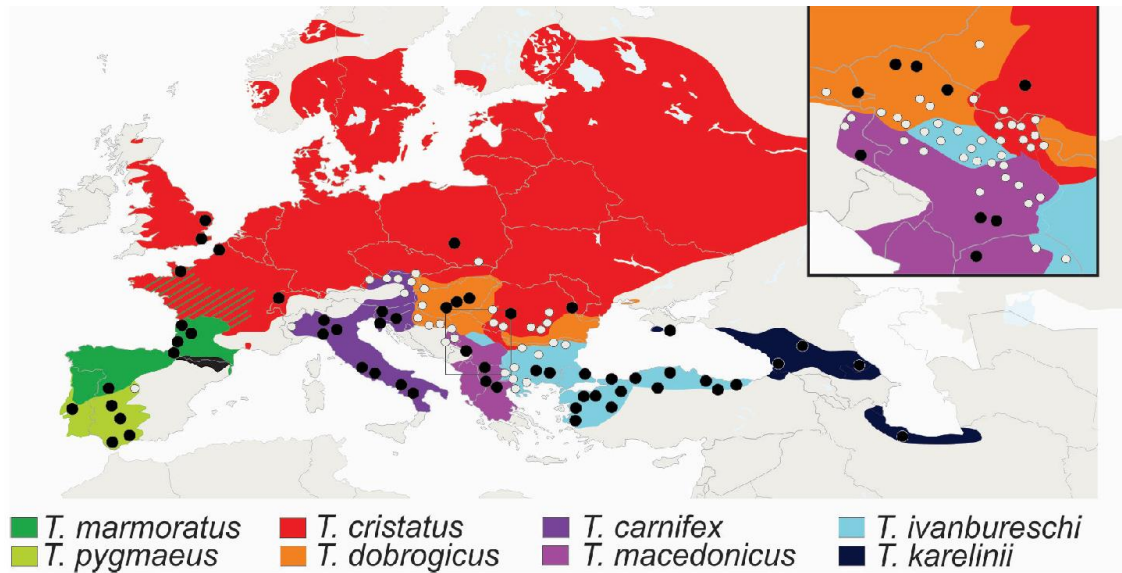 T. marmoratus T. cristatus T. carnifex T. ivanbureschi
T. pygmaeus T. dobrogicus T. macedonicus T. karelinii